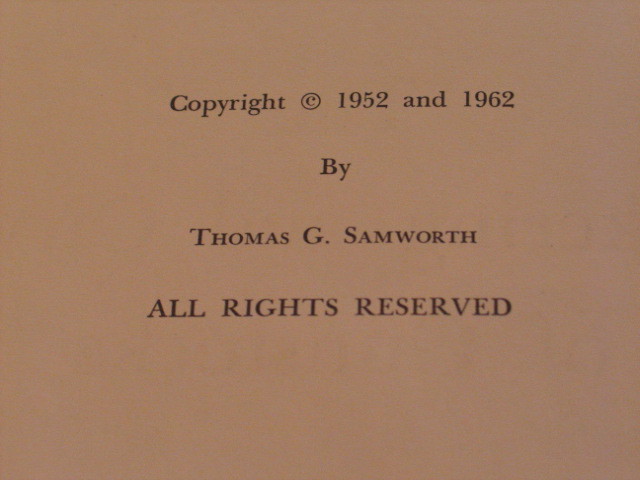 Copyright © 1952 and 1962
By
THOMAS G. SAMWORTH
ALL RIGHTS RESERVED